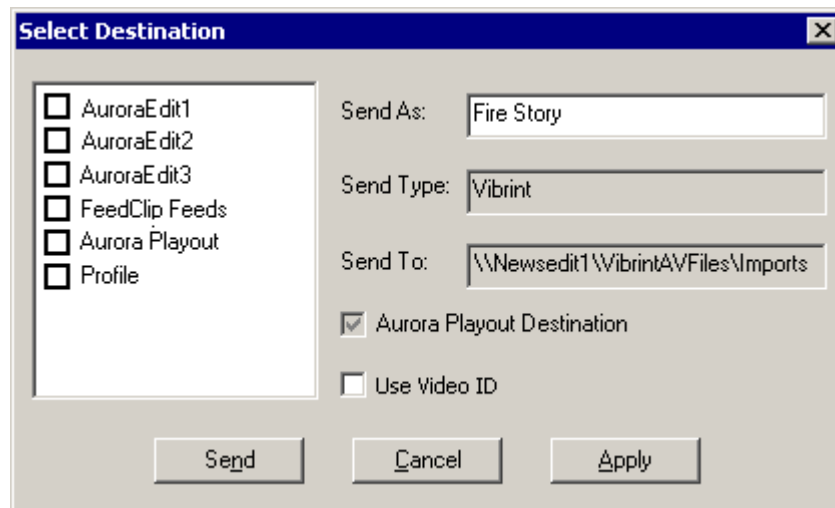 Select Destination
AuroraEdit1
AuroraEdit2
AuroraEdit3
FeedClip Feeds
Aurora Playout
Profile
Send As:
Fire Story
Send Type:
Vibrint
Send To:
\\Newsedit1\VibrintAVFiles\Imports
Aurora Playout Destination
Use Video ID
Send
Cancel
Apply